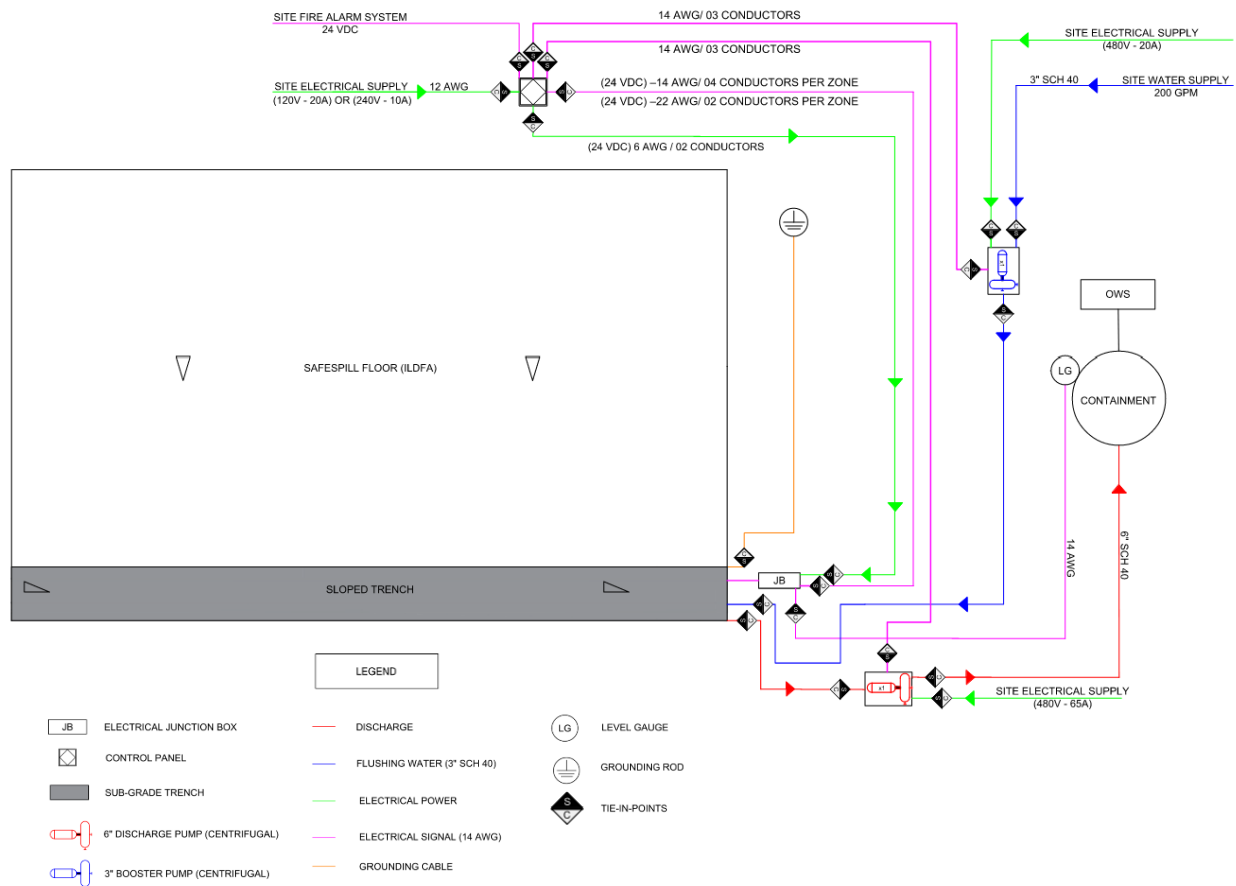 SITE FIRE ALARM SYSTEM
24 VDC
14 AWG/ 03 CONDUCTORS
14 AWG/ 03 CONDUCTORS
SITE ELECTRICAL SUPPLY
(480V - 20A)
3" SCH 40
SITE WATER SUPPLY
200 GPM
SITE ELECTRICAL SUPPLY
(120V - 20A) OR (240V - 10A)
12 AWG
(24 VDC) –14 AWG/ 04 CONDUCTORS PER ZONE
(24 VDC) –22 AWG/ 02 CONDUCTORS PER ZONE
(24 VDC) 6 AWG / 02 CONDUCTORS
C S
C S
C S
C S
S C
S C
C S
C S
C S
x1
S C
OWS
LG
CONTAINMENT
SAFESPILL FLOOR (ILDFA)
14 AWG
6" SCH 40
C S
SLOPED TRENCH
JB
S C
S C
S C
S C
S C
C S
C S
x1
S C
S C
SITE ELECTRICAL SUPPLY
(480V - 65A)
LEGEND
JB
ELECTRICAL JUNCTION BOX
CONTROL PANEL
SUB-GRADE TRENCH
6" DISCHARGE PUMP (CENTRIFUGAL)
3" BOOSTER PUMP (CENTRIFUGAL)
DISCHARGE
FLUSHING WATER (3" SCH 40)
ELECTRICAL POWER
ELECTRICAL SIGNAL (14 AWG)
GROUNDING CABLE
LG
LEVEL GAUGE
GROUNDING ROD
S
C
TIE-IN-POINTS